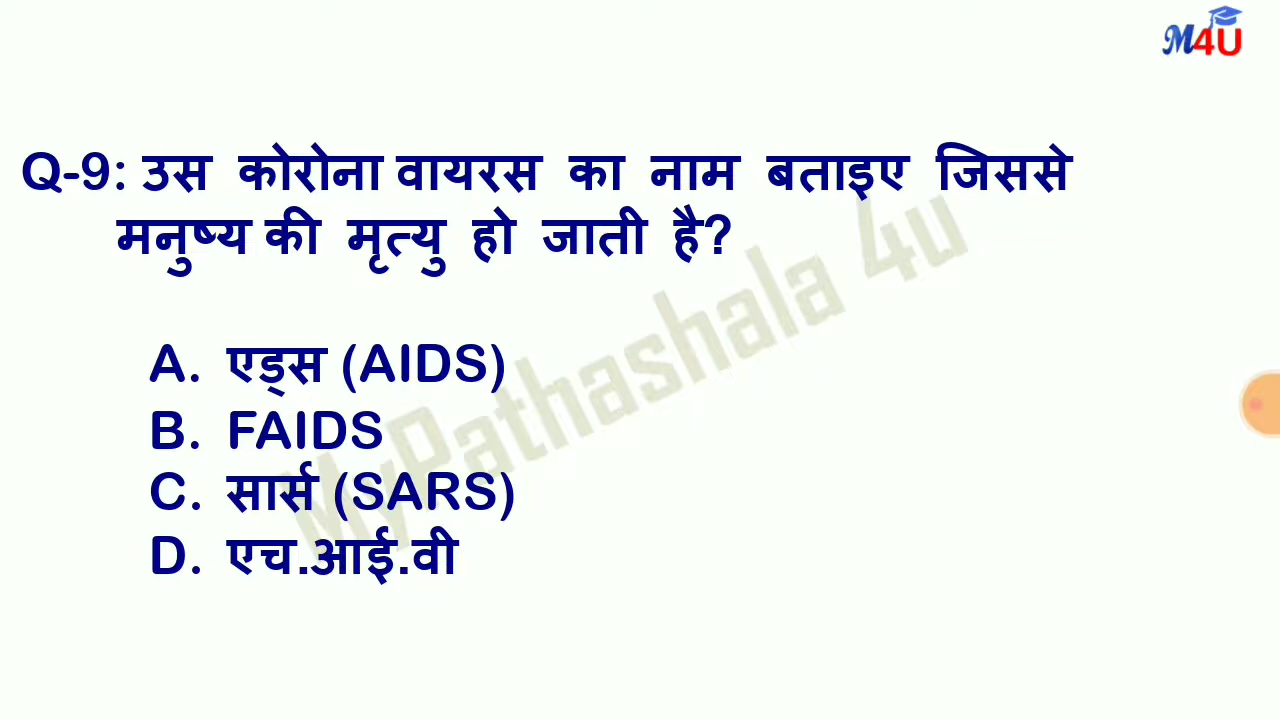 M4U
Q-9: उस कोरोना वायरस का नाम बताइए जिससे
मनुष्य की मृत्यु हो जाती है?
A. एड्स (AIDS)
B. FAIDS
C. सार्स (SARS)
D. एच.आई.वी
MyPathashala 4u